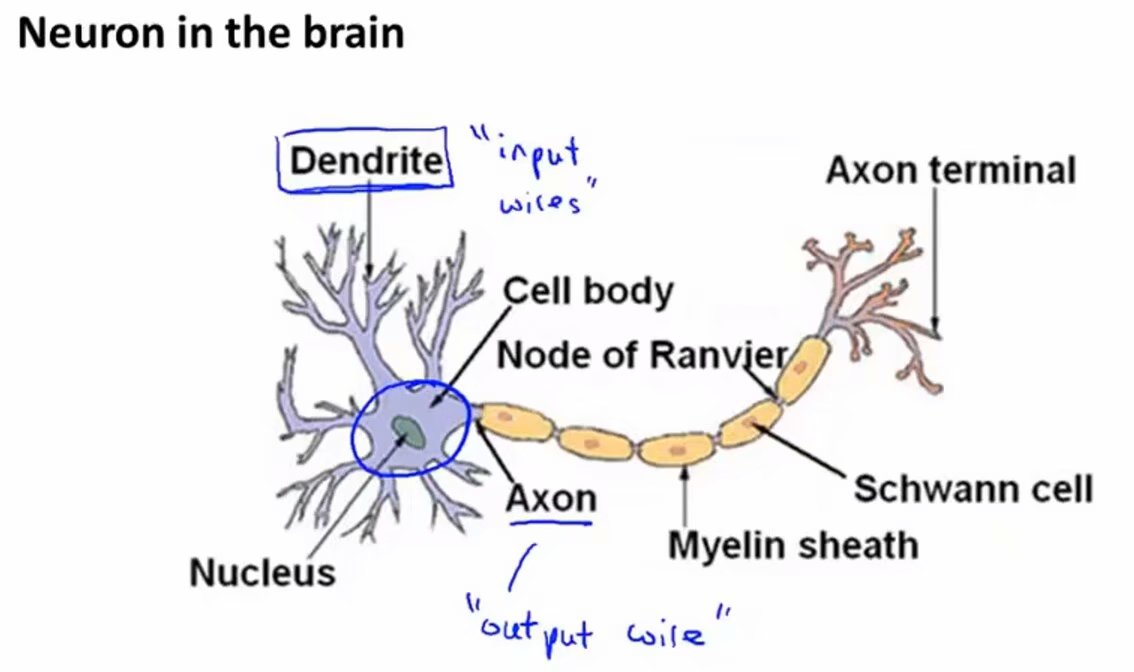 Neuron in the brain
Dendrite
"input
wires"
Axon terminal
Cell body
Node of Ranvier
Schwann cell
Axon
Myelin sheath
Nucleus
"output wire"